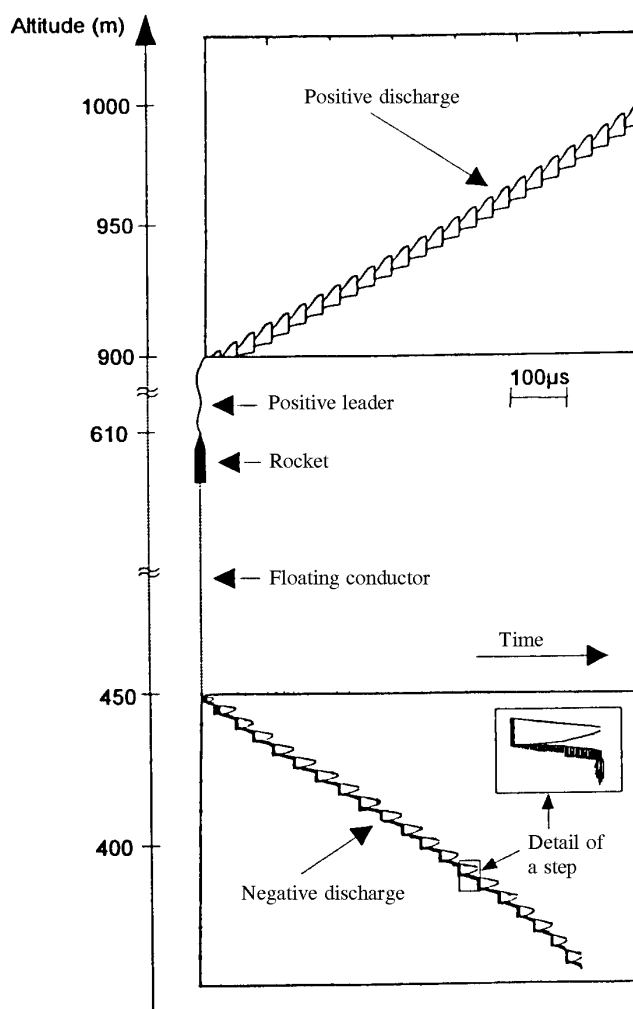 Altitude (m)
1000
Positive discharge
950
900
100µs
Positive leader
610
Rocket
Floating conductor
Time
450
400
Detail of
a step
Negative discharge